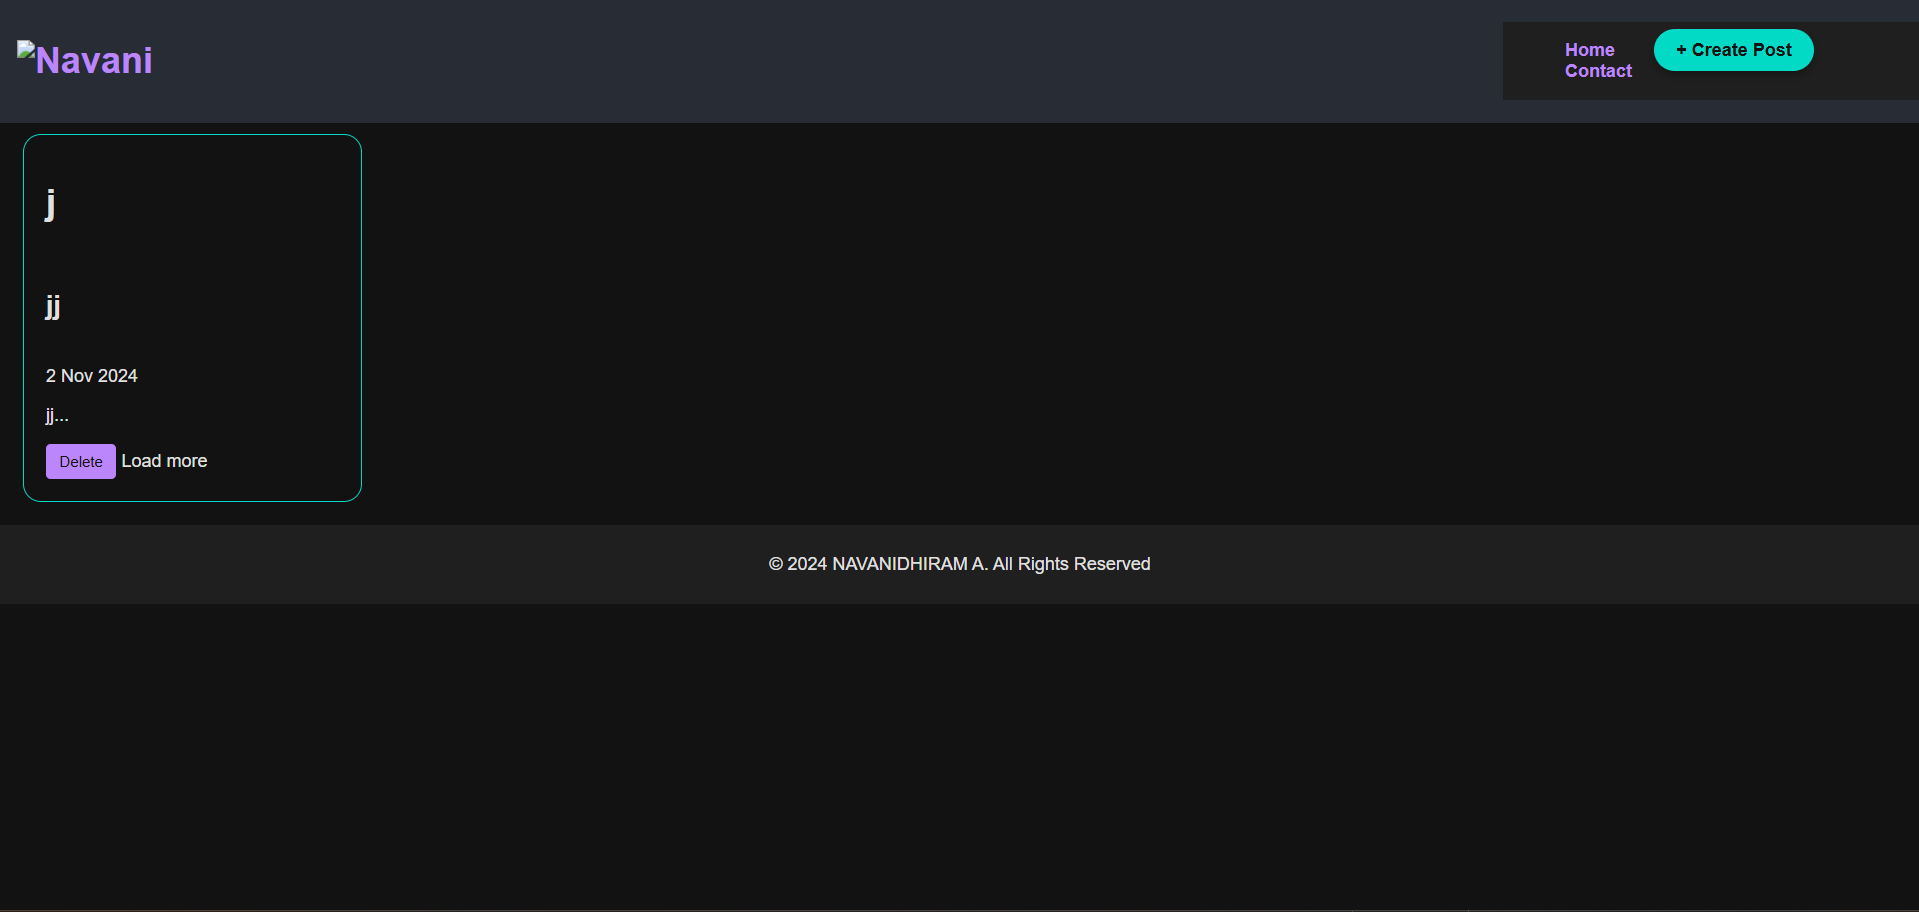 Navani
Home
Contact
+ Create Post
j
jj
2 Nov 2024
jj...
Delete Load more
© 2024 NAVANIDHIRAM A. All Rights Reserved